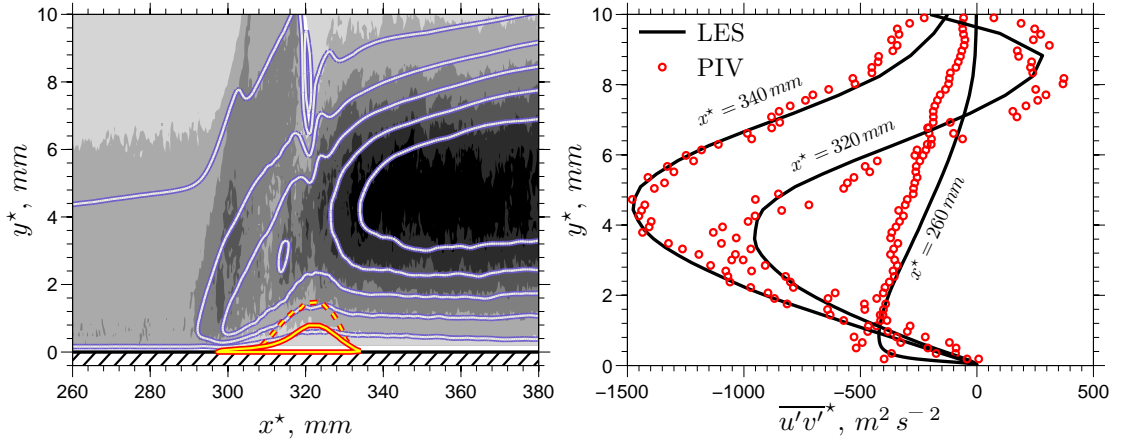 10
8
6
4
2
0
y⋆, mm
260 280 300 320 340 360 380
x⋆, mm
10
8
6
4
2
0
y⋆, mm
LES
PIV
x⋆ = 340 mm
x⋆ = 320 mm
x⋆ = 260 mm
−1500 −1000 −500 0 500
u′v′⋆, m² s⁻²